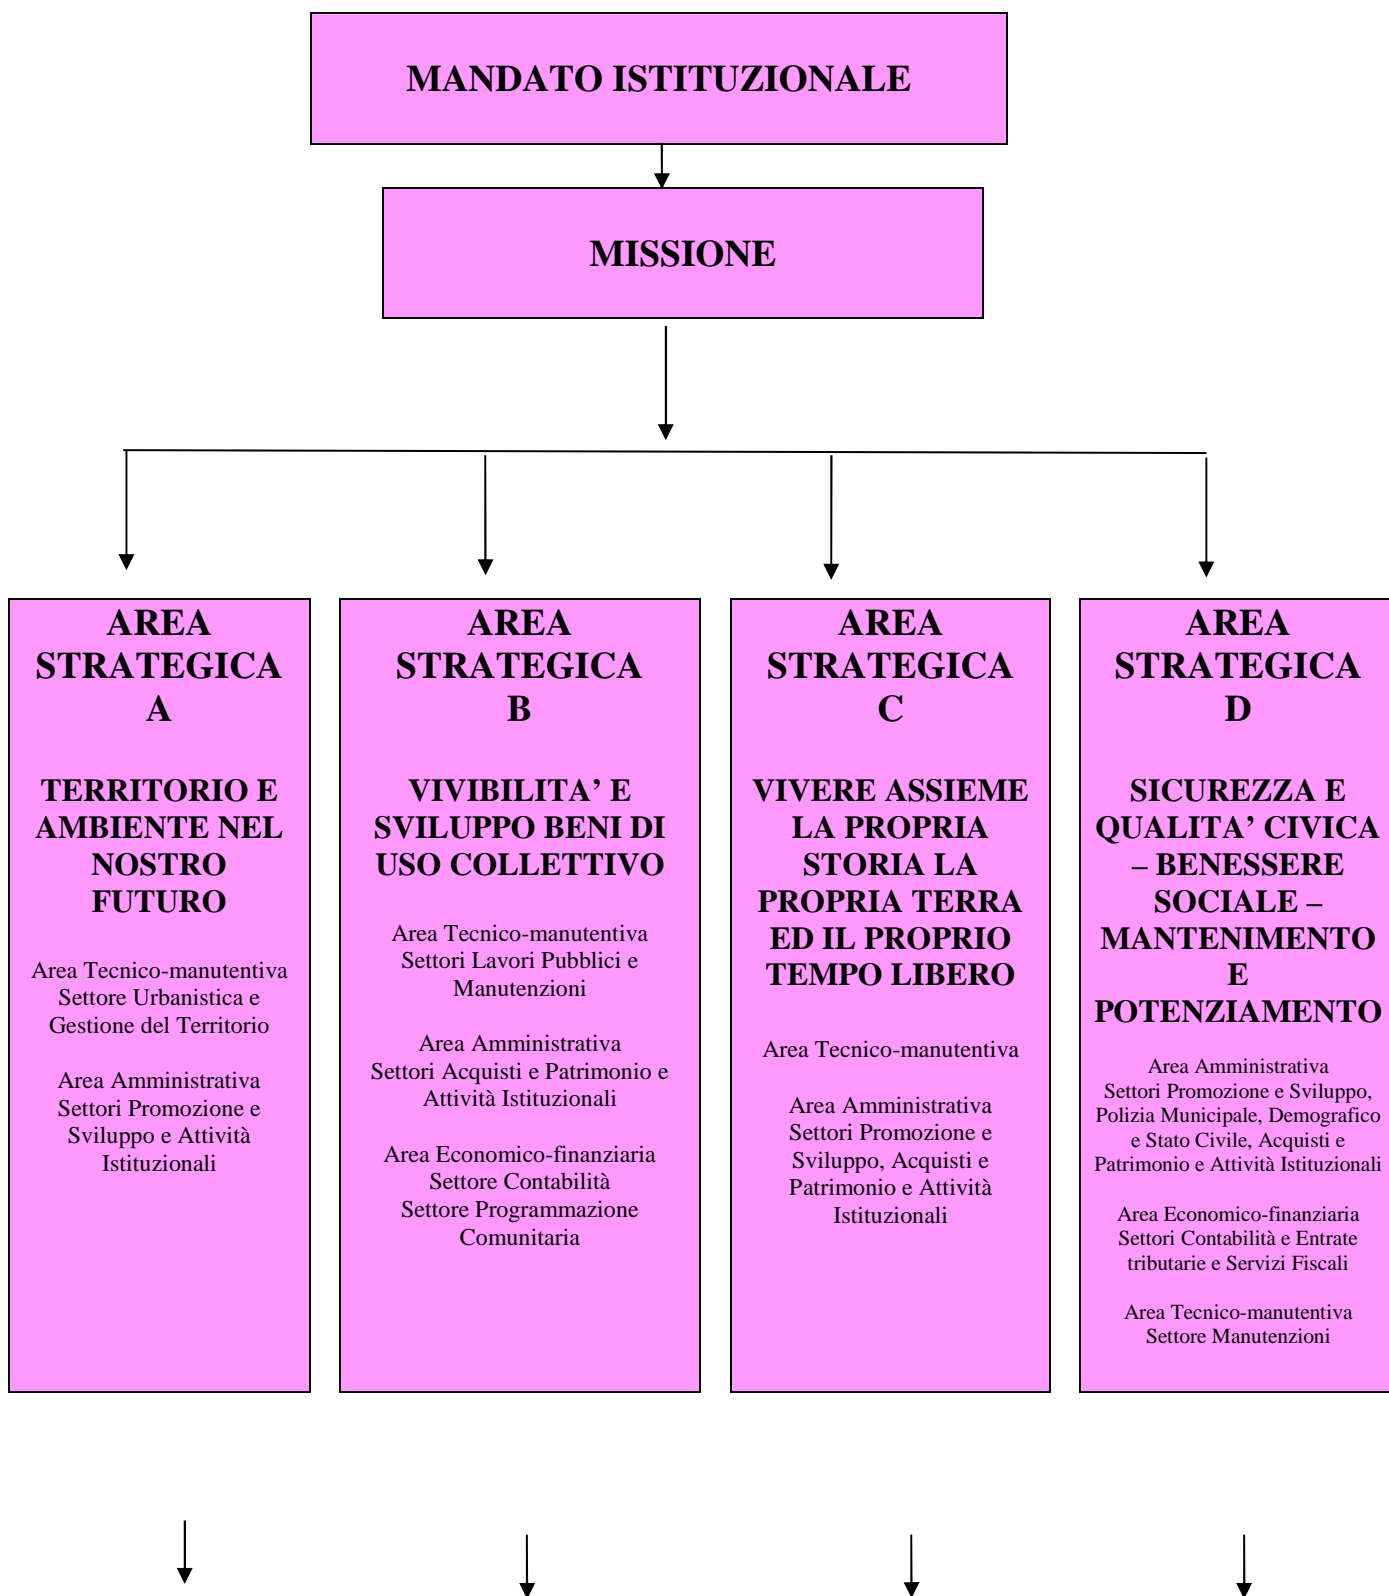 MANDATO ISTITUZIONALE
MISSIONE
AREA
STRATEGICA
A
TERRITORIO E
AMBIENTE NEL
NOSTRO
FUTURO
Area Tecnico-manutentiva
Settore Urbanistica e
Gestione del Territorio
Area Amministrativa
Settori Promozione e
Sviluppo e Attività
Istituzionali
AREA
STRATEGICA
B
VIVIBILITA’ E
SVILUPPO BENI DI
USO COLLETTIVO
Area Tecnico-manutentiva
Settori Lavori Pubblici e
Manutenzioni
Area Amministrativa
Settori Acquisti e Patrimonio e
Attività Istituzionali
Area Economico-finanziaria
Settore Contabilità
Settore Programmazione
Comunitaria
AREA
STRATEGICA
C
VIVERE ASSIEME
LA PROPRIA
STORIA LA
PROPRIA TERRA
ED IL PROPRIO
TEMPO LIBERO
Area Tecnico-manutentiva
Area Amministrativa
Settori Promozione e
Sviluppo, Acquisti e
Patrimonio e Attività
Istituzionali
AREA
STRATEGICA
D
SICUREZZA E
QUALITA’ CIVICA
– BENESSERE
SOCIALE –
MANTENIMENTO
E
POTENZIAMENTO
Area Amministrativa
Settori Promozione e Sviluppo,
Polizia Municipale, Demografico
e Stato Civile, Acquisti e
Patrimonio e Attività Istituzionali
Area Economico-finanziaria
Settori Contabilità e Entrate
tributarie e Servizi Fiscali
Area Tecnico-manutentiva
Settore Manutenzioni